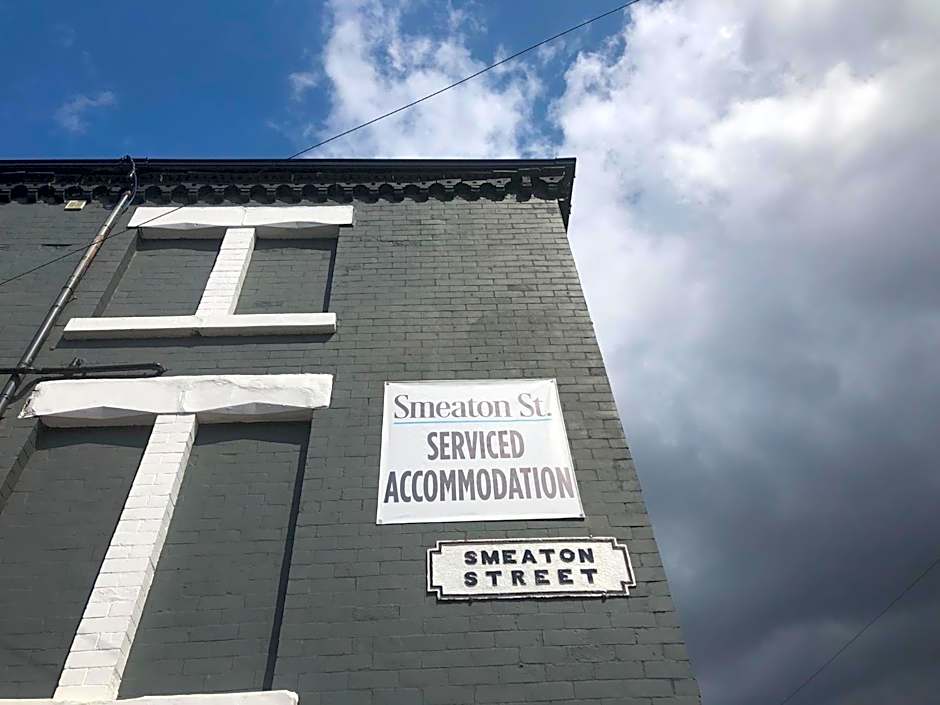 Smeaton St.
SERVICED
ACCOMMODATION
SMEATON
STREET